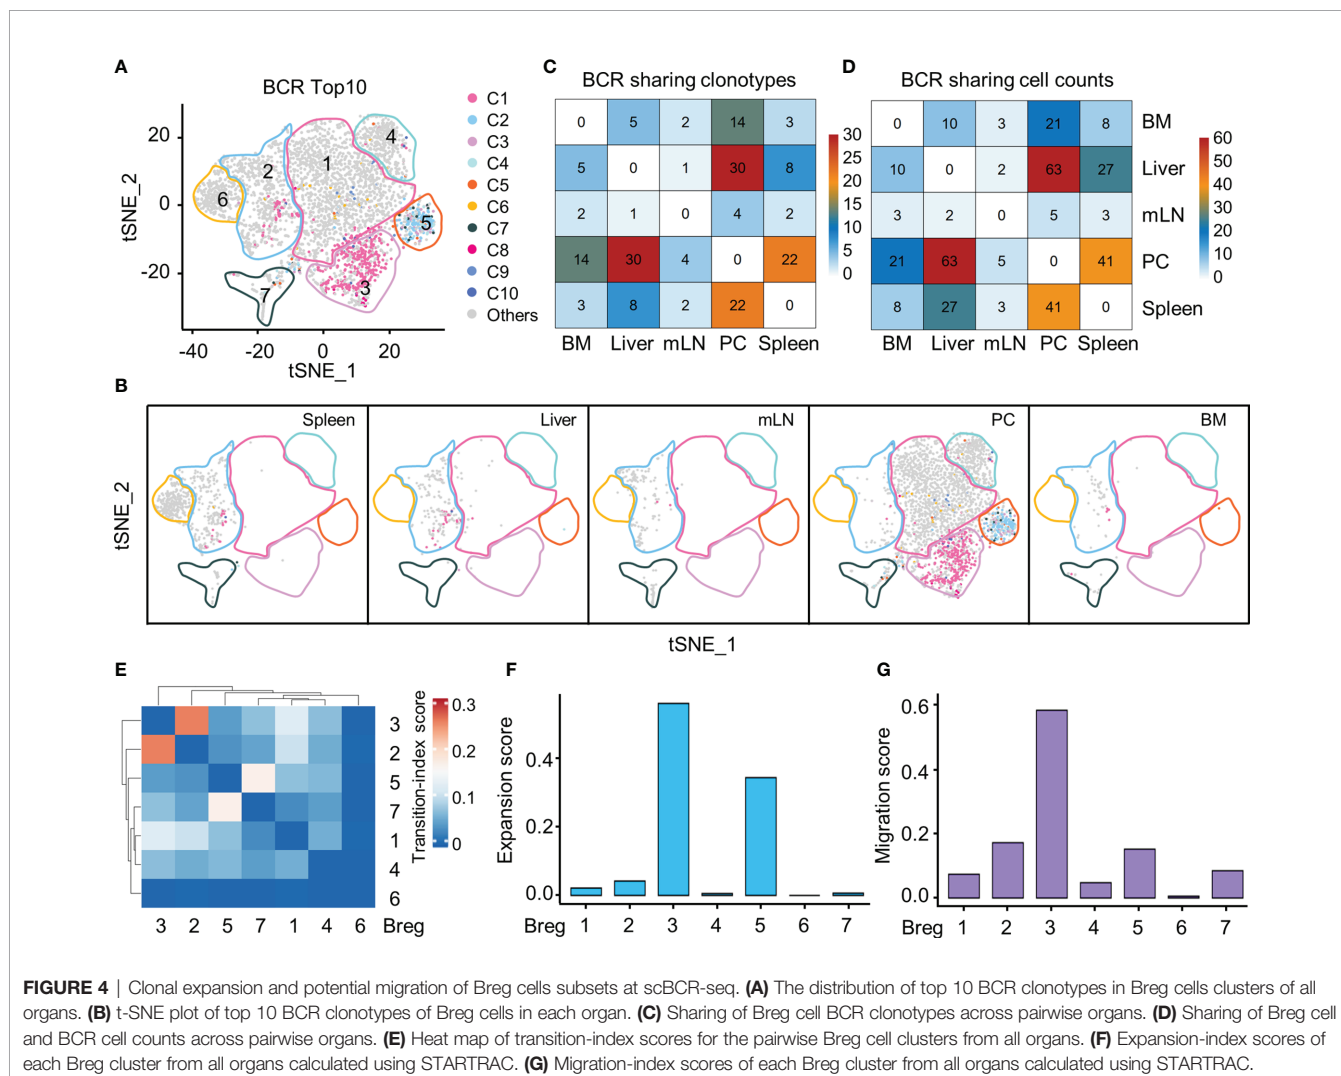 A
BCR Top10
20
0
-20
tSNE_2
-40 -20 0 20
tSNE_1
1
2
3
4
5
6
7
C1
C2
C3
C4
C5
C6
C7
C8
C9
C10
Others
C
BCR sharing clonotypes
0 5 2 14 3
5 0 1 30 8
2 1 0 4 2
14 30 4 0 22
3 8 2 22 0
BM Liver mLN PC Spleen
30
25
20
15
10
5
0
D
BCR sharing cell counts
0 10 3 21 8 BM
10 0 2 63 27 Liver
3 2 0 5 3 mLN
21 63 5 0 41 PC
8 27 3 41 0 Spleen
BM Liver mLN PC Spleen
60
50
40
30
20
10
0
B
Spleen Liver mLN PC BM
tSNE_2
tSNE_1
E
3
2
5
7
1
4
6
3 2 5 7 1 4 6 Breg
Transition-index score
0.3
0.2
0.1
0
F
Expansion score
0.4
0.2
0.0
Breg 1 2 3 4 5 6 7
G
Migration score
0.6
0.4
0.2
0.0
Breg 1 2 3 4 5 6 7
FIGURE 4 | Clonal expansion and potential migration of Breg cells subsets at scBCR-seq. (A) The distribution of top 10 BCR clonotypes in Breg cells clusters of all
organs. (B) t-SNE plot of top 10 BCR clonotypes of Breg cells in each organ. (C) Sharing of Breg cell BCR clonotypes across pairwise organs. (D) Sharing of Breg cell
and BCR cell counts across pairwise organs. (E) Heat map of transition-index scores for the pairwise Breg cell clusters from all organs. (F) Expansion-index scores of
each Breg cluster from all organs calculated using STARTRAC. (G) Migration-index scores of each Breg cluster from all organs calculated using STARTRAC.